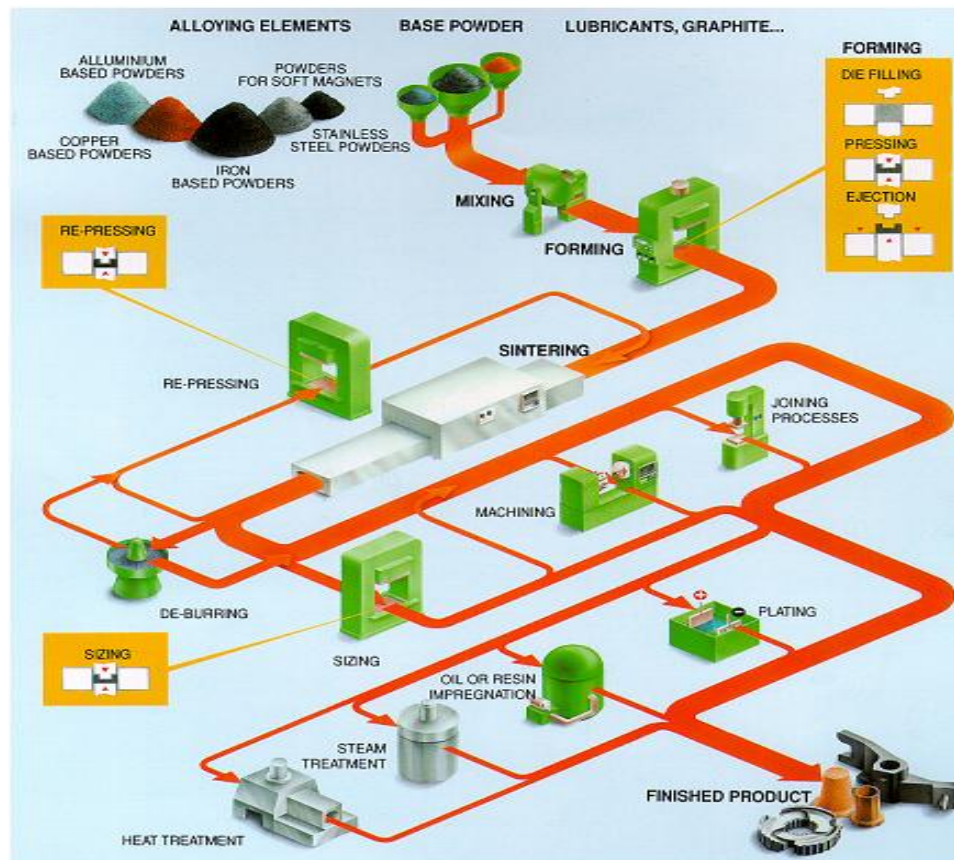 ALLOYING ELEMENTS
BASE POWDER
LUBRICANTS, GRAPHITE...
ALLUMINIUM
BASED POWDERS
POWDERS
FOR SOFT MAGNETS
COPPER
BASED POWDERS
STAINLESS
STEEL POWDERS
IRON
BASED POWDERS
FORMING
DIE FILLING
PRESSING
EJECTION
MIXING
FORMING
RE-PRESSING
RE-PRESSING
SINTERING
JOINING
PROCESSES
MACHINING
DE-BURRING
SIZING
SIZING
PLATING
OIL OR RESIN
IMPREGNATION
STEAM
TREATMENT
HEAT TREATMENT
FINISHED PRODUCT